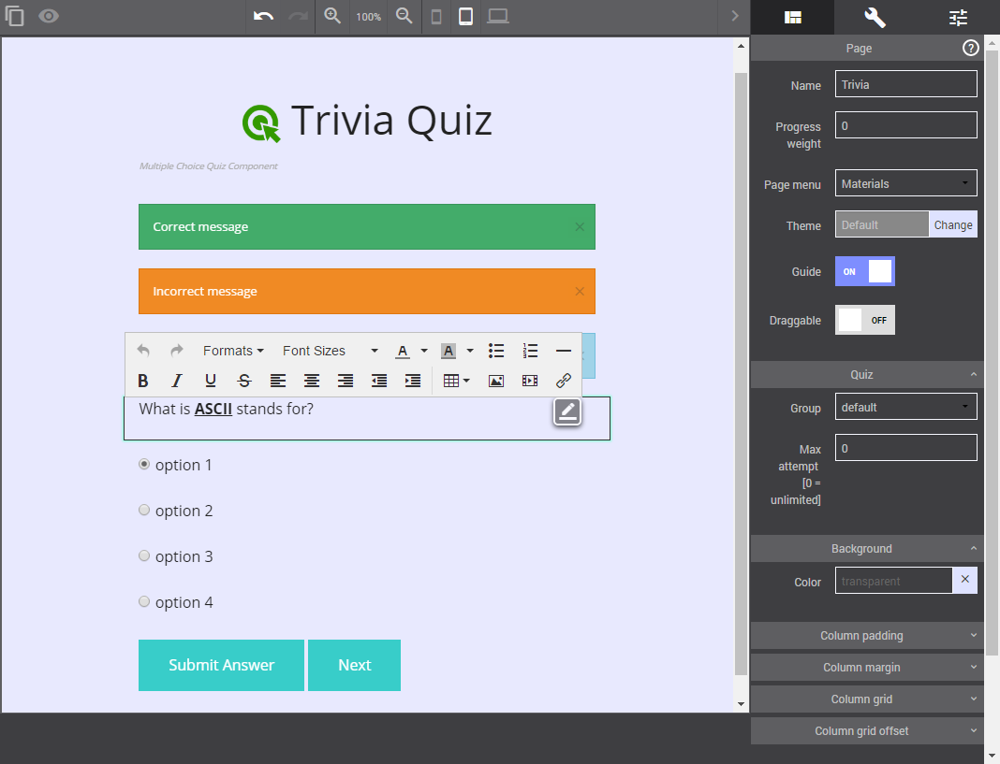 100%
Trivia Quiz
Multiple Choice Quiz Component
Correct message ×
Incorrect message ×
Formats Font Sizes A A
B I U S
What is ASCII stands for?
option 1
option 2
option 3
option 4
Submit Answer Next
Page ?
Name Trivia
Progress weight 0
Page menu Materials
Theme Default Change
Guide ON
Draggable OFF
Quiz
Group default
Max attempt [0 = unlimited] 0
Background
Color transparent ×
Column padding
Column margin
Column grid
Column grid offset